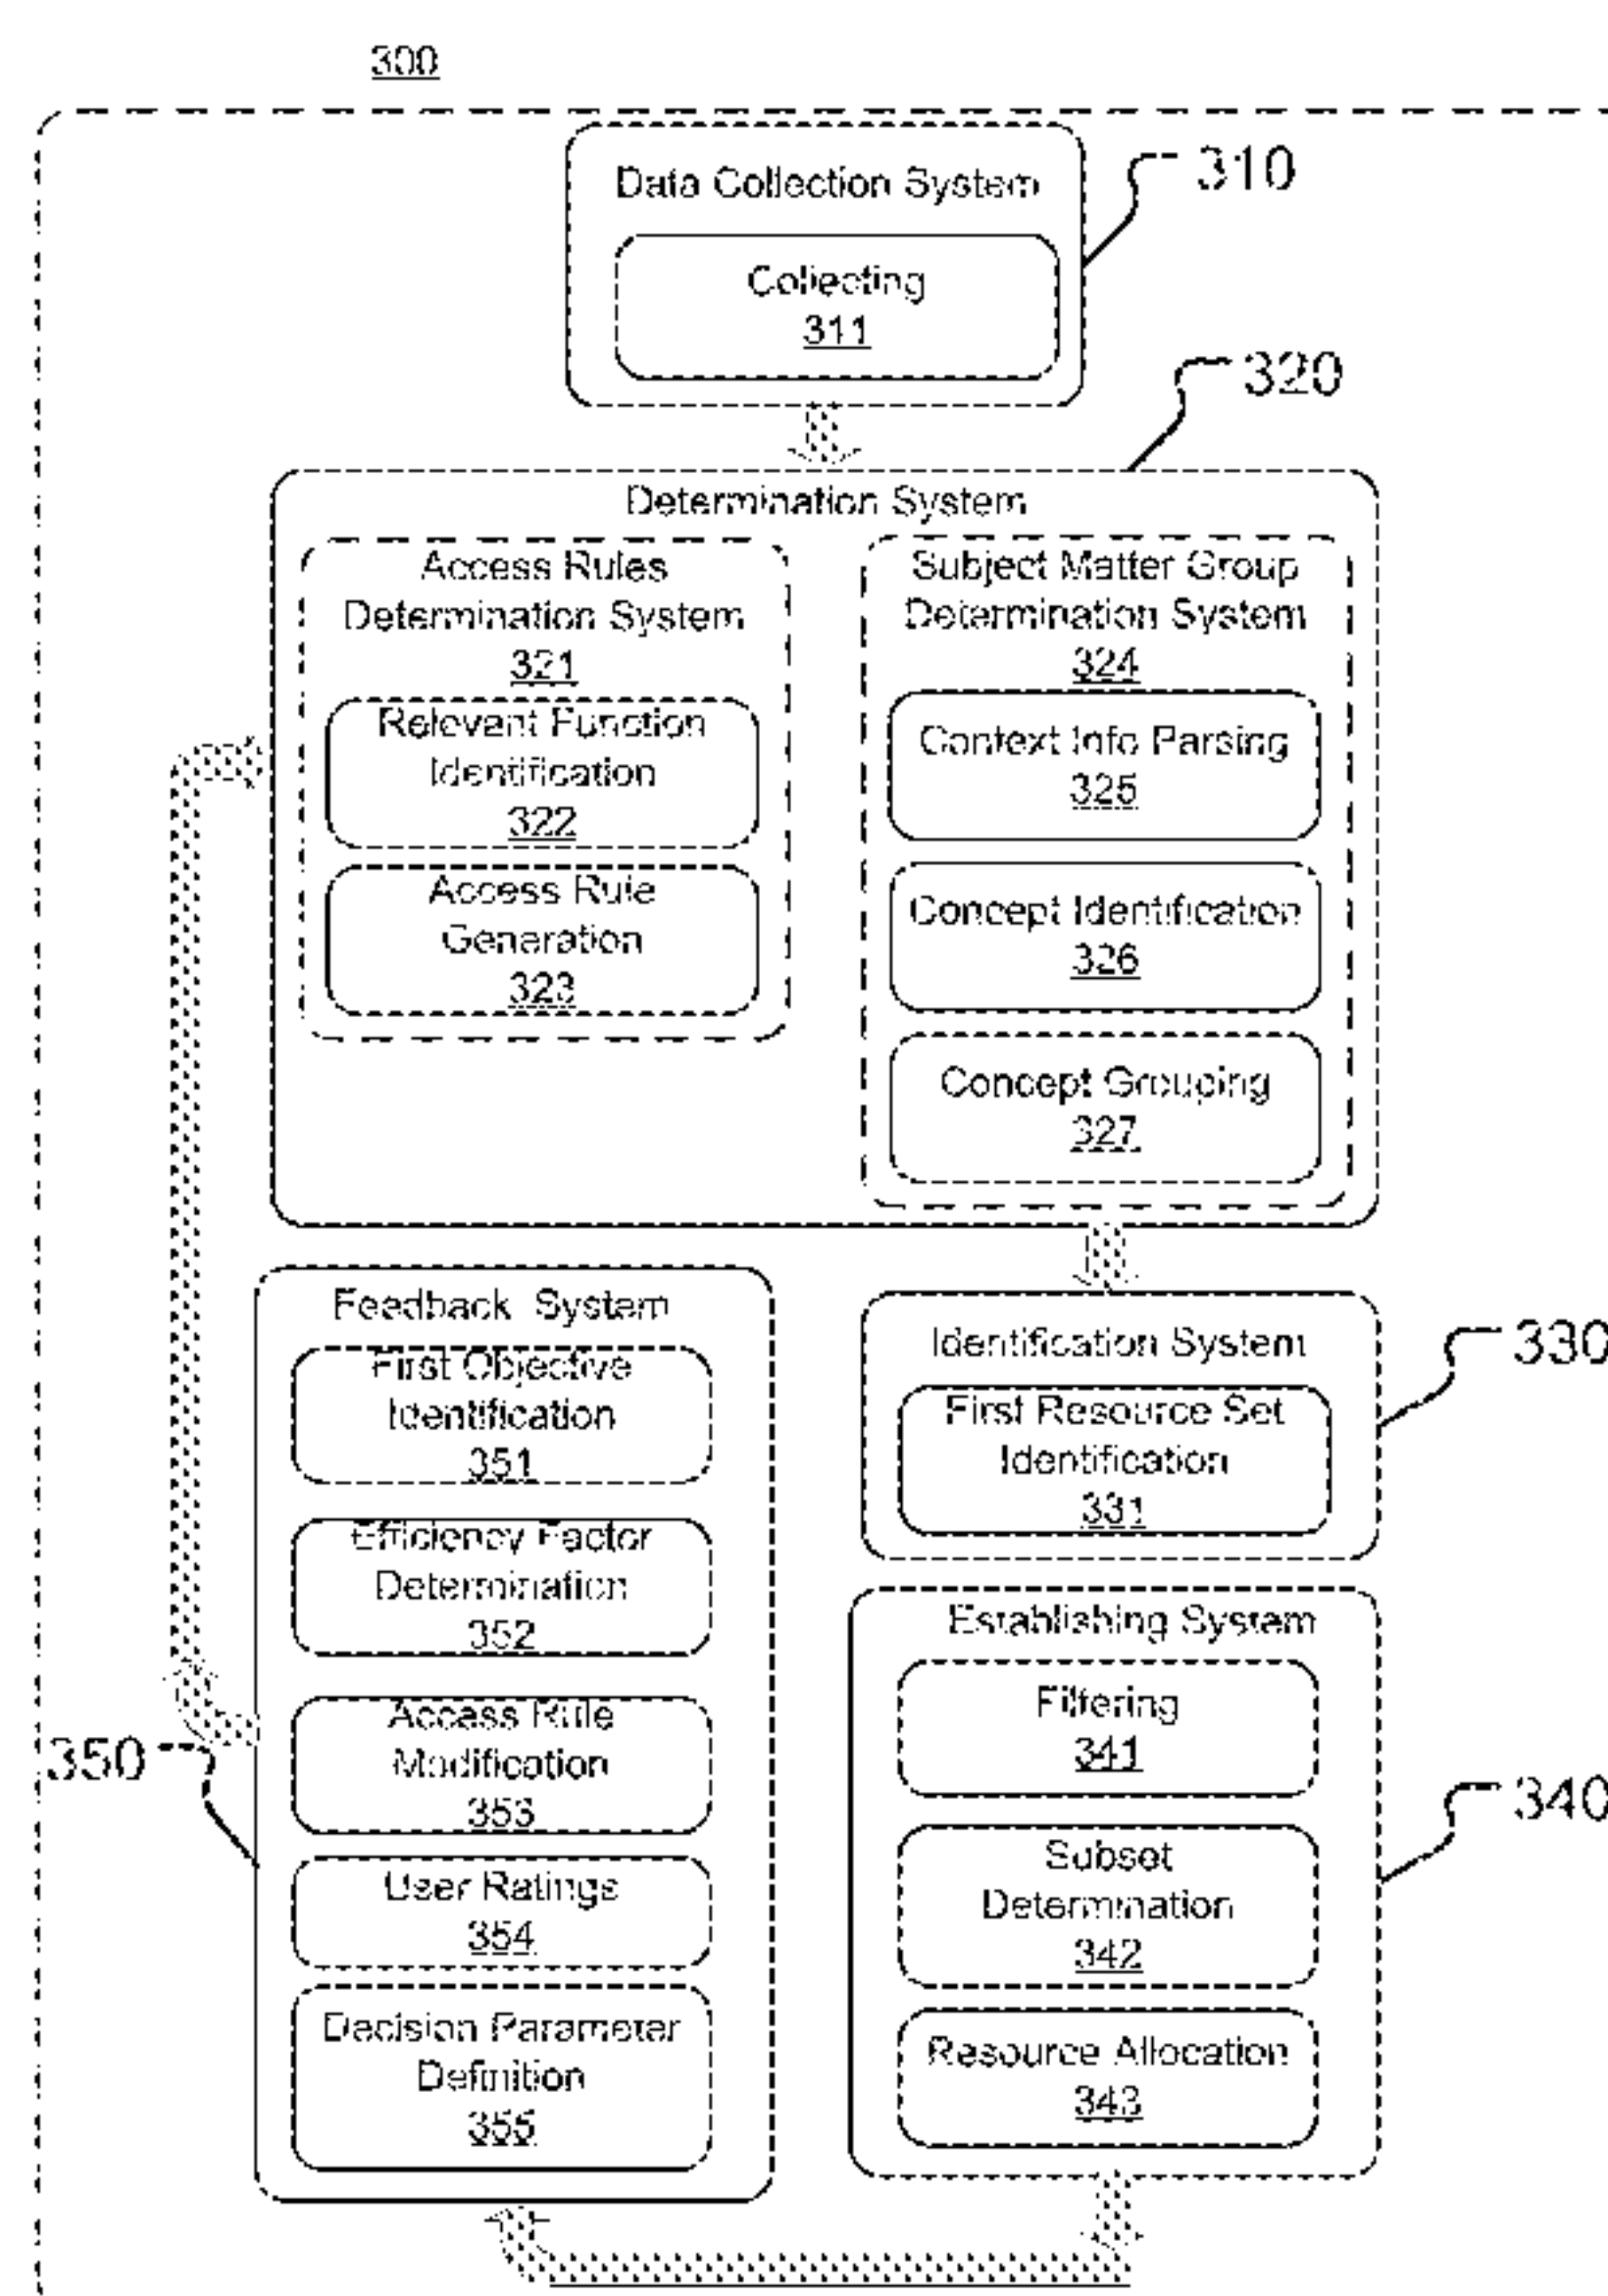 300
Data Collection System
310
Collecting
311
320
Determination System
Access Rules
Determination System
321
Relevant Function
Identification
322
Access Rule
Generation
323
Subject Matter Group
Determination System
324
Context Info Parsing
325
Concept Identification
326
Concept Grouping
327
Feedback System
First Objective
Identification
351
Efficiency Factor
Determination
352
Access Rule
Modification
353
User Ratings
354
Decision Parameter
Definition
355
350
Identification System
330
First Resource Set
Identification
331
Establishing System
Filtering
341
340
Subset
Determination
342
Resource Allocation
343